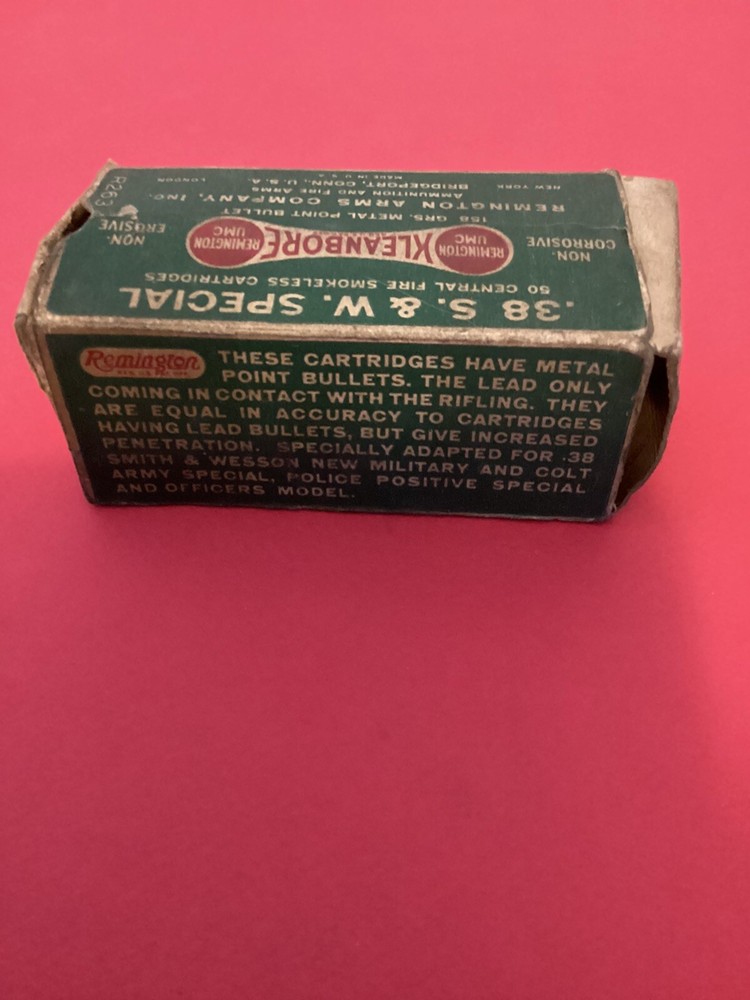 .38 S. & W. SPECIAL
50 CENTRAL FIRE SMOKELESS CARTRIDGES
NON-
CORROSIVE
REMINGTON
UMC
KLEANBORE
REMINGTON
UMC
NON-
EROSIVE
158 GRS. METAL POINT BULLET
REMINGTON ARMS COMPANY, INC.
AMMUNITION AND FIRE ARMS
NEW YORK BRIDGEPORT, CONN., U.S.A. LONDON
MADE IN U.S.A.
R263
Remington
THESE CARTRIDGES HAVE METAL
POINT BULLETS. THE LEAD ONLY
COMING IN CONTACT WITH THE RIFLING. THEY
ARE EQUAL IN ACCURACY TO CARTRIDGES
HAVING LEAD BULLETS, BUT GIVE INCREASED
PENETRATION. SPECIALLY ADAPTED FOR .38
SMITH & WESSON NEW MILITARY AND COLT
ARMY SPECIAL, POLICE POSITIVE SPECIAL
AND OFFICERS MODEL.